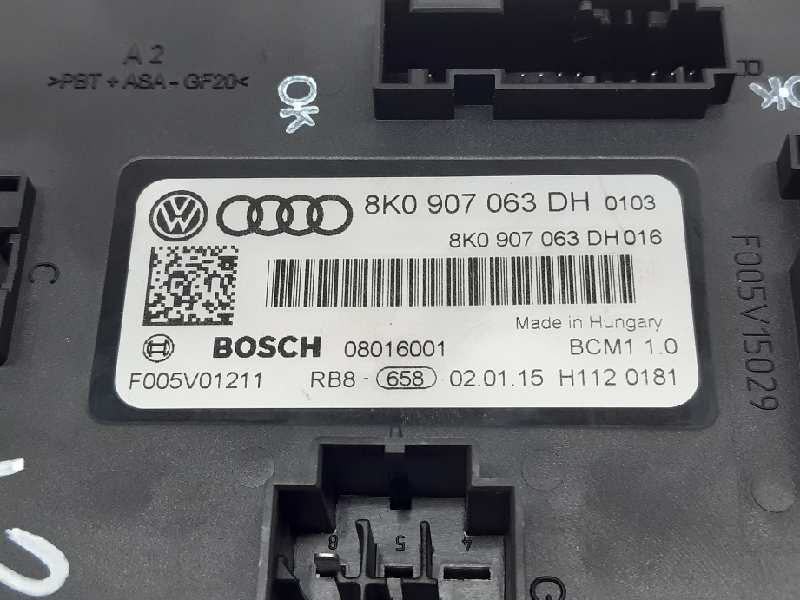 A 2
>PBT + ASA - GF20<
OK
OK
8K0 907 063 DH 0103
8K0 907 063 DH 016
C
Made in Hungary
BOSCH 08016001 BCM1 1.0
F005V01211 RB8 - 658 02.01.15 H112 0181
F005V15029
A
8 5 4